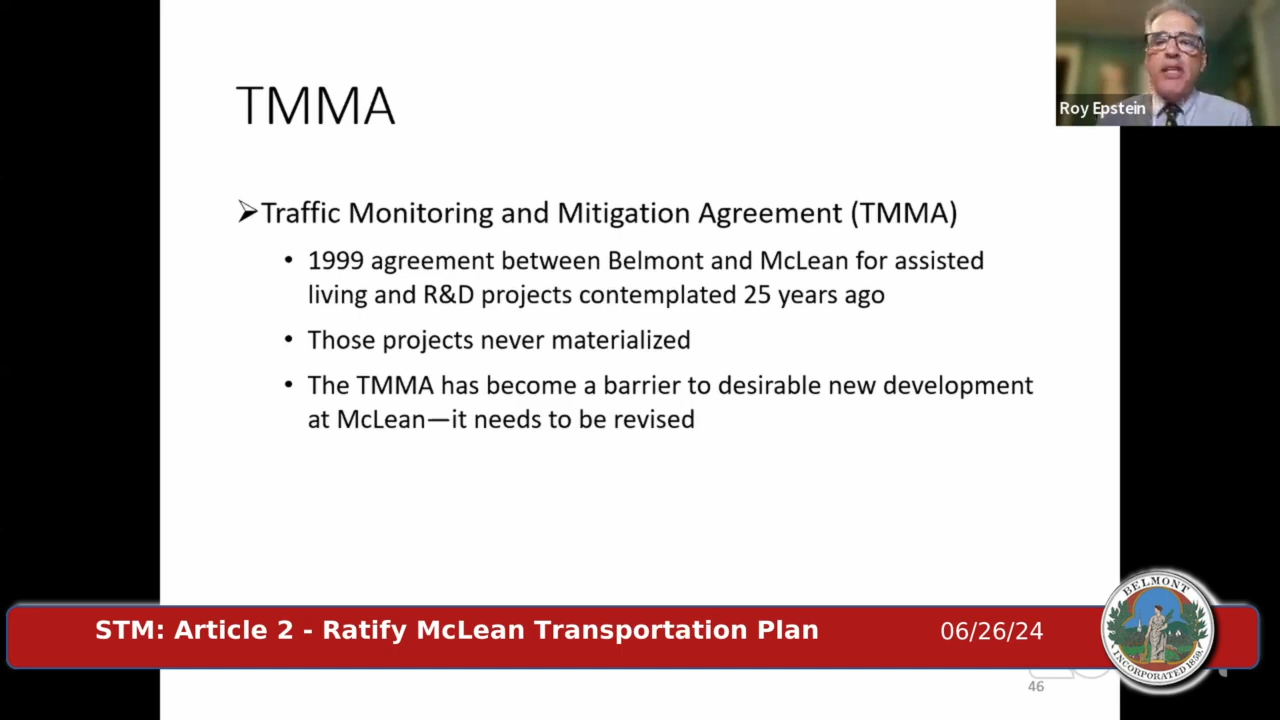 TMMA
Roy Epstein
➢Traffic Monitoring and Mitigation Agreement (TMMA)
• 1999 agreement between Belmont and McLean for assisted
living and R&D projects contemplated 25 years ago
• Those projects never materialized
• The TMMA has become a barrier to desirable new development
at McLean—it needs to be revised
STM: Article 2 - Ratify McLean Transportation Plan
06/26/24
BELMONT
INCORPORATED 1859
46